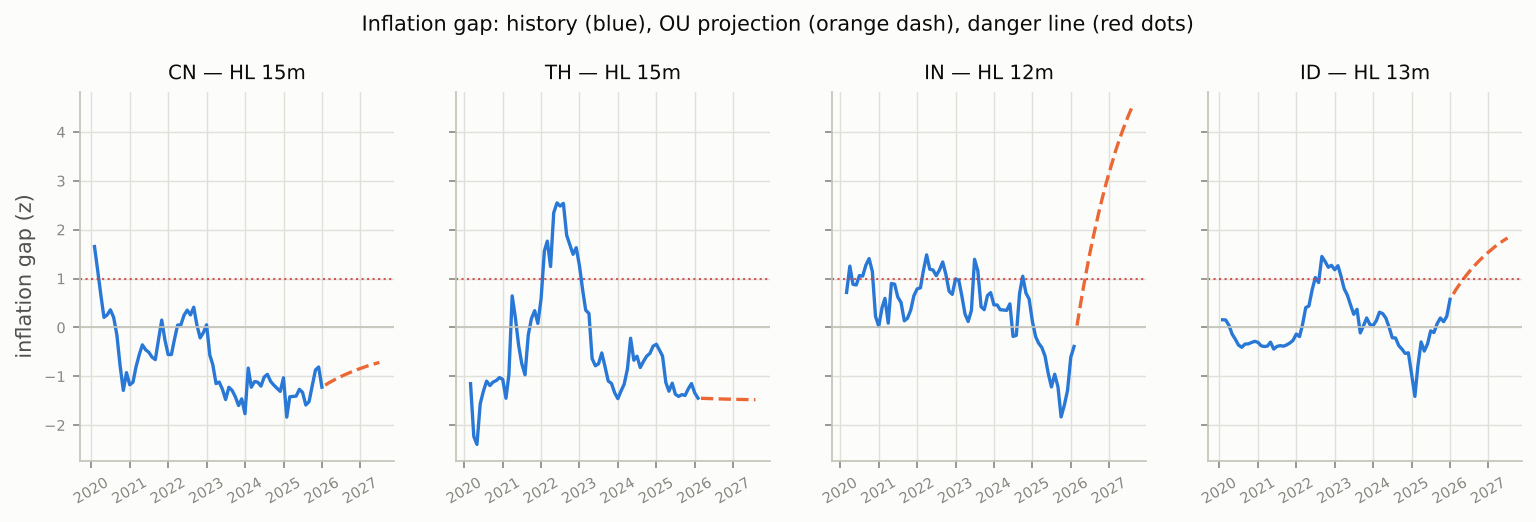 Inflation gap: history (blue), OU projection (orange dash), danger line (red dots)
CN — HL 15m
TH — HL 15m
IN — HL 12m
ID — HL 13m
inflation gap (z)
4
3
2
1
0
−1
−2
2020 2021 2022 2023 2024 2025 2026 2027
2020 2021 2022 2023 2024 2025 2026 2027
2020 2021 2022 2023 2024 2025 2026 2027
2020 2021 2022 2023 2024 2025 2026 2027